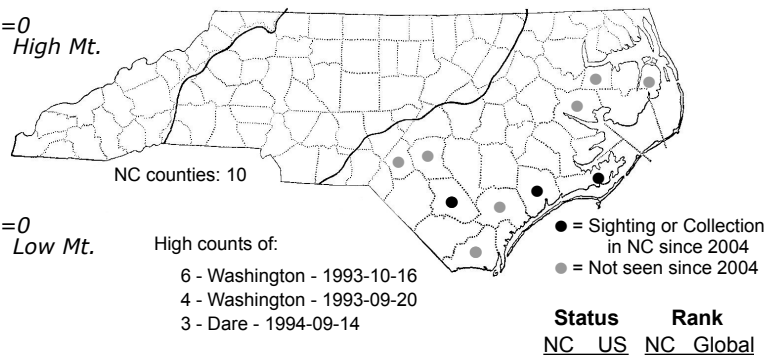 =0
High Mt.
NC counties: 10
=0
Low Mt.
High counts of:
6 - Washington - 1993-10-16
4 - Washington - 1993-09-20
3 - Dare - 1994-09-14
= Sighting or Collection
in NC since 2004
= Not seen since 2004
Status Rank
NC US NC Global